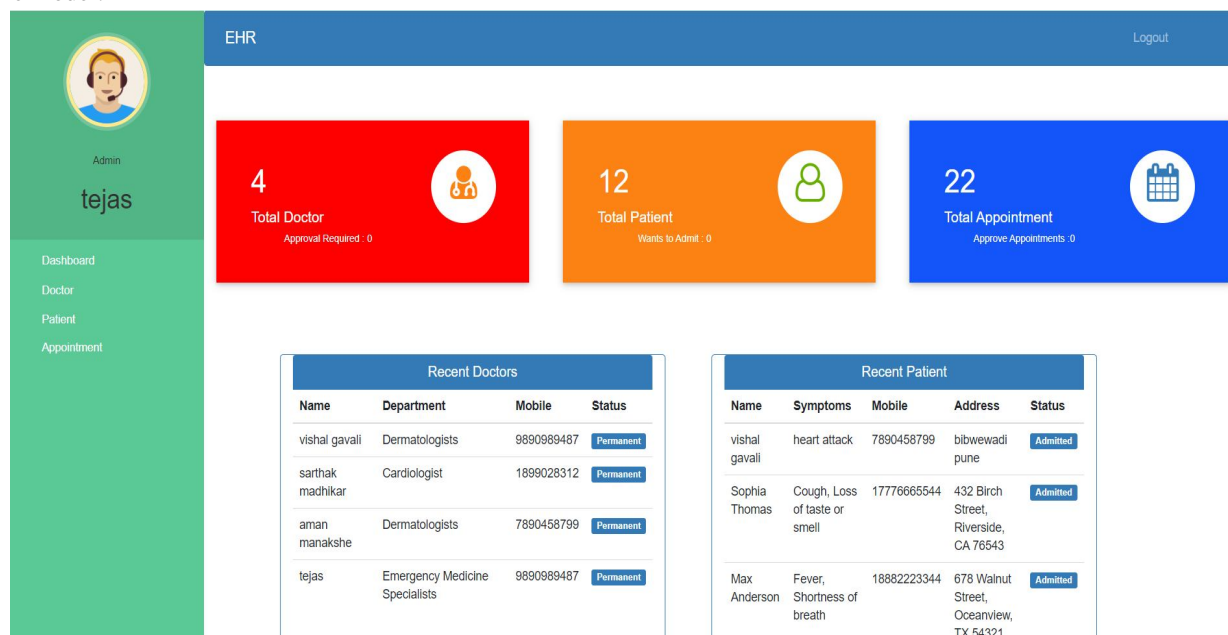 EHR
Logout
Admin
tejas
Dashboard
Doctor
Patient
Appointment
4
Total Doctor
Approval Required : 0
12
Total Patient
Wants to Admit : 0
22
Total Appointment
Approve Appointments :0
Recent Doctors
Name Department Mobile Status
vishal gavali Dermatologists 9890989487 Permanent
sarthak Cardiologist 1899028312 Permanent
madhikar
aman Dermatologists 7890458799 Permanent
manakshe
tejas Emergency Medicine 9890989487 Permanent
Specialists
Recent Patient
Name Symptoms Mobile Address Status
vishal heart attack 7890458799 bibwewadi Admitted
gavali pune
Sophia Cough, Loss 17776665544 432 Birch Admitted
Thomas of taste or Street,
smell Riverside,
CA 76543
Max Fever, 18882223344 678 Walnut Admitted
Anderson Shortness of Street,
breath Oceanview,
TX 54321